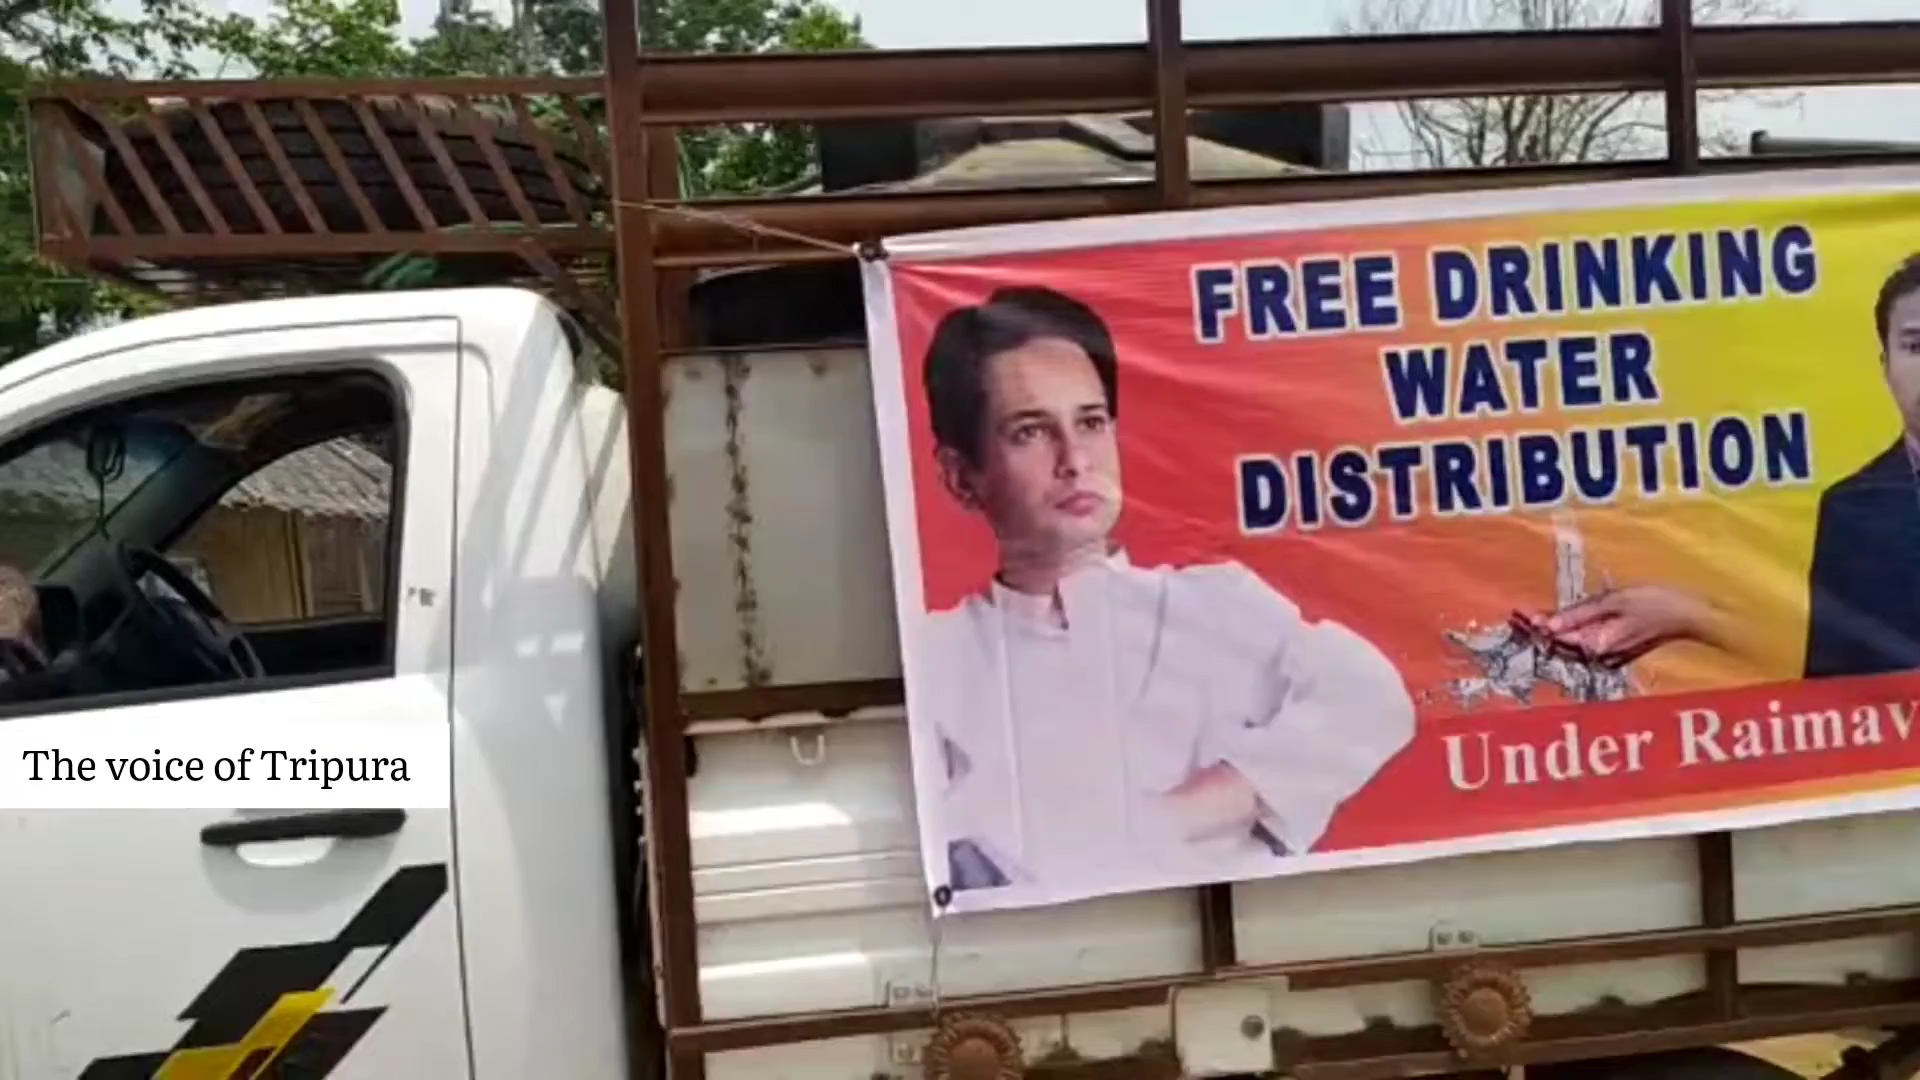 FREE DRINKING
WATER
DISTRIBUTION
Under Raimav
The voice of Tripura